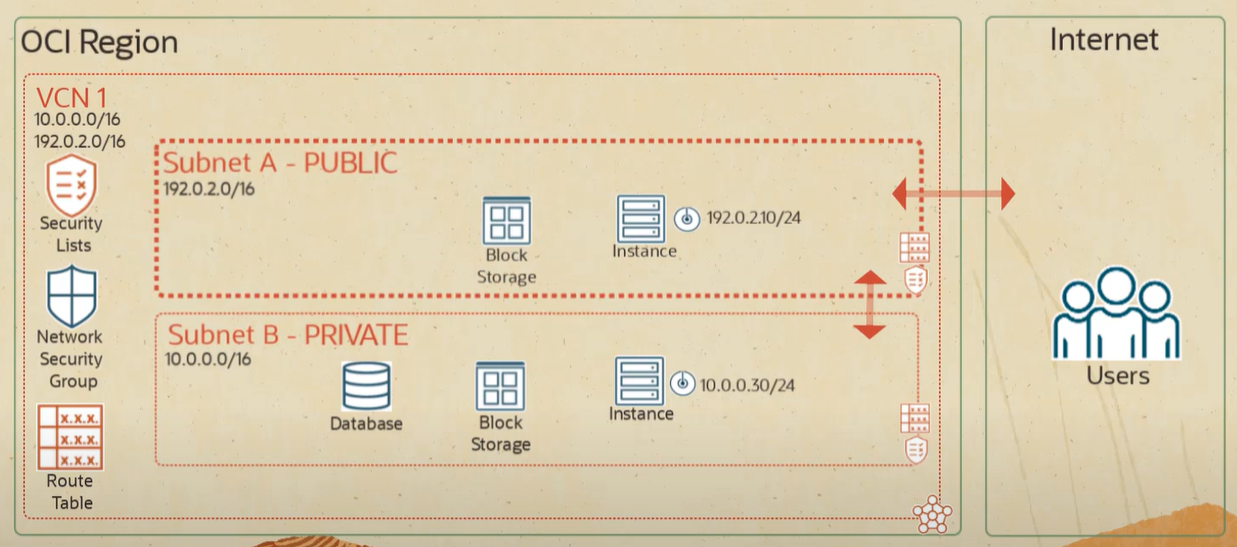 OCI Region
Internet
VCN 1
10.0.0.0/16
192.0.2.0/16
Security
Lists
Network
Security
Group
x.x.x.
x.x.x.
x.x.x.
Route
Table
Subnet A - PUBLIC
192.0.2.0/16
Block
Storage
Instance
192.0.2.10/24
Subnet B - PRIVATE
10.0.0.0/16
Database
Block
Storage
Instance
10.0.0.30/24
Users